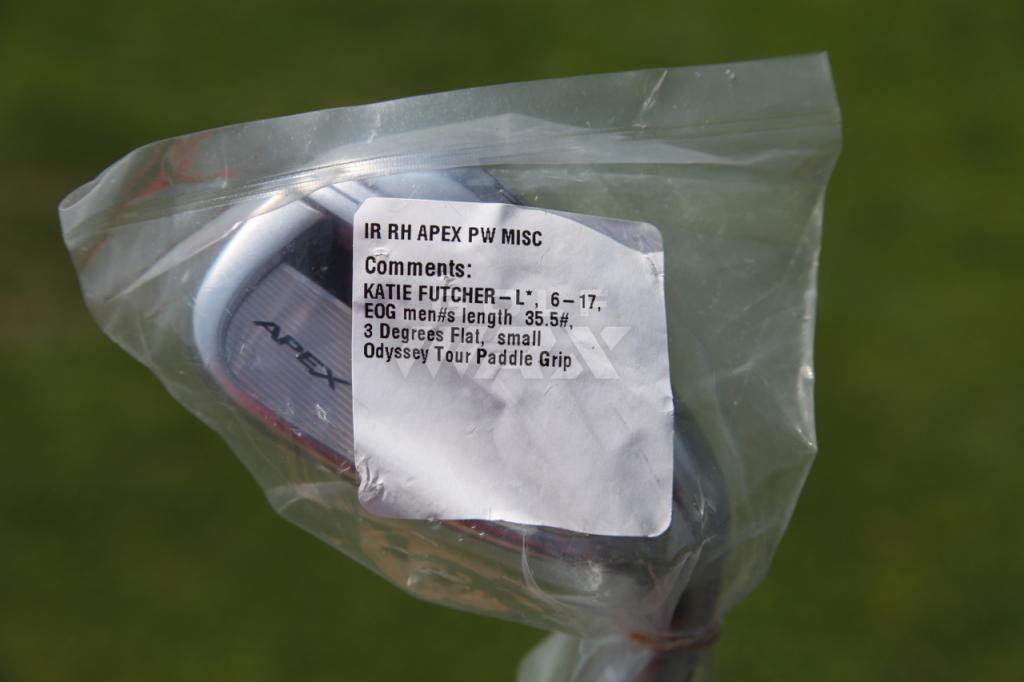 IR RH APEX PW MISC
Comments:
KATIE FUTCHER – L*, 6 – 17,
EOG men#s length 35.5#,
3 Degrees Flat, small
Odyssey Tour Paddle Grip
APEX
WRX